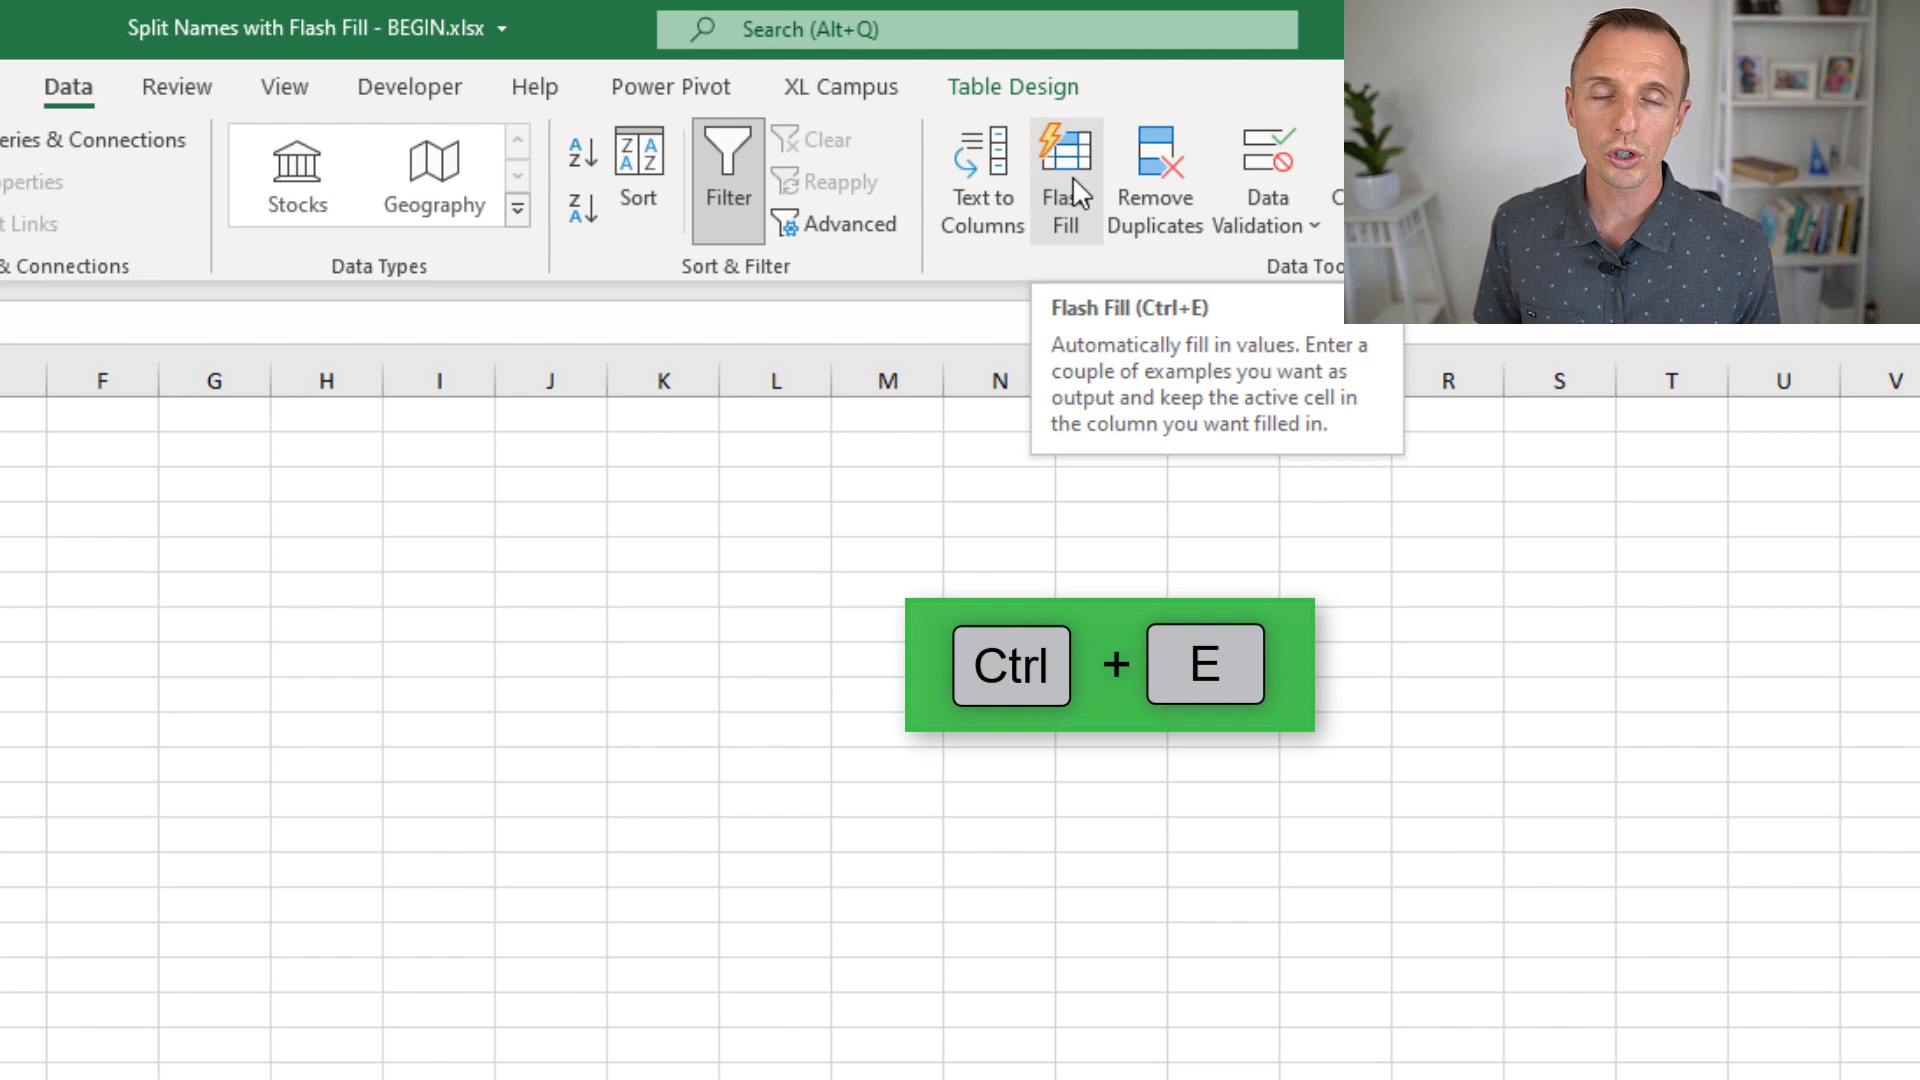 Split Names with Flash Fill - BEGIN.xlsx
Search (Alt+Q)
Data Review View Developer Help Power Pivot XL Campus Table Design
eries & Connections
operties
t Links
& Connections
Stocks
Geography
Data Types
A
Z
Z
A
Z A
A Z
Sort
Filter
Clear
Reapply
Advanced
Sort & Filter
Text to
Columns
Flash
Fill
Remove
Duplicates
Data
Validation
C
Data Too
Flash Fill (Ctrl+E)
Automatically fill in values. Enter a
couple of examples you want as
output and keep the active cell in
the column you want filled in.
F G H I J K L M N R S T U V
Ctrl + E